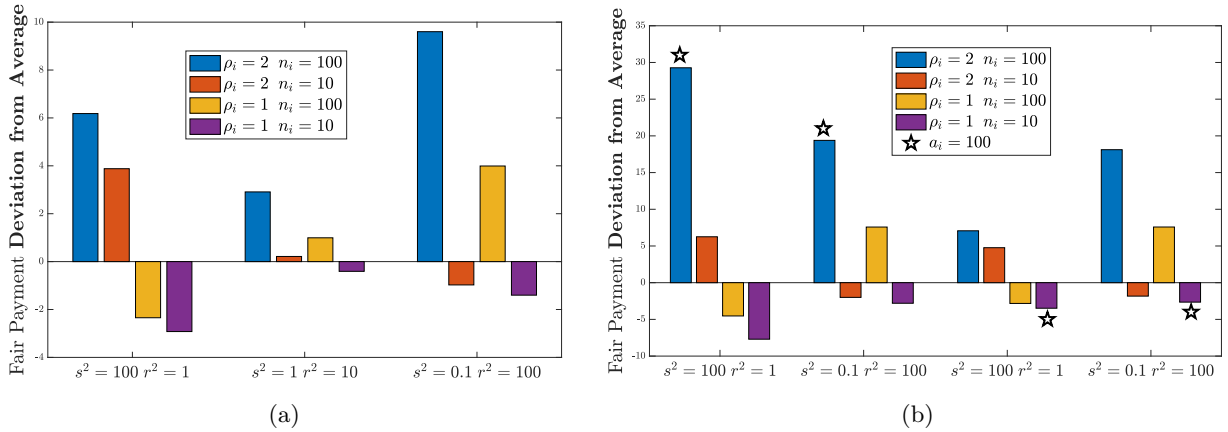 Fair Payment Deviation from Average
10
8
6
4
2
0
-2
-4
ρᵢ = 2 nᵢ = 100
ρᵢ = 2 nᵢ = 10
ρᵢ = 1 nᵢ = 100
ρᵢ = 1 nᵢ = 10
s² = 100 r² = 1
s² = 1 r² = 10
s² = 0.1 r² = 100
(a)
Fair Payment Deviation from Average
35
30
25
20
15
10
5
0
-5
-10
ρᵢ = 2 nᵢ = 100
ρᵢ = 2 nᵢ = 10
ρᵢ = 1 nᵢ = 100
ρᵢ = 1 nᵢ = 10
aᵢ = 100
s² = 100 r² = 1
s² = 0.1 r² = 100
s² = 100 r² = 1
s² = 0.1 r² = 100
(b)